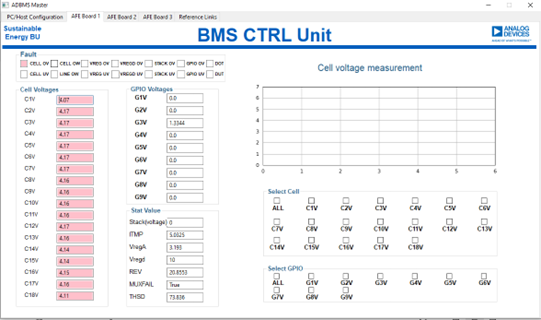 ADBMS Master
PC/Host Configuration AFE Board 1 AFE Board 2 AFE Board 3 Reference Links
Sustainable
Energy BU
BMS CTRL Unit
ANALOG
DEVICES
Fault
CELL OV CELL OW VREG OV VREGD OV STACK OV GPIO OV DOT
CELL UV LINE OW VREG UV VREGD UV STACK UV GPIO UV DUT
Cell Voltages
C1V 4.07
C2V 4.17
C3V 4.17
C4V 4.17
C5V 4.17
C6V 4.17
C7V 4.17
C8V 4.16
C9V 4.16
C10V 4.16
C11V 4.16
C12V 4.17
C13V 4.16
C14V 4.14
C15V 4.14
C16V 4.15
C17V 4.16
C18V 4.11
GPIO Voltages
G1V 0.0
G2V 0.0
G3V 1.3344
G4V 0.0
G5V 0.0
G6V 0.0
G7V 0.0
G8V 0.0
G9V 0.0
Stat Value
Stack(voltage) 0
ITMP 5.0625
VregA 3.193
Vregd 10
REV 20.8553
MUXFAIL True
THSD 73.836
Cell voltage measurement
7
6
5
4
3
2
1
0
0 1 2 3 4 5 6
Select Cell
ALL C1V C2V C3V C4V C5V C6V
C7V C8V C9V C10V C11V C12V C13V
C14V C15V C16V C17V C18V
Select GPIO
ALL G1V G2V G3V G4V G5V G6V
G7V G8V G9V